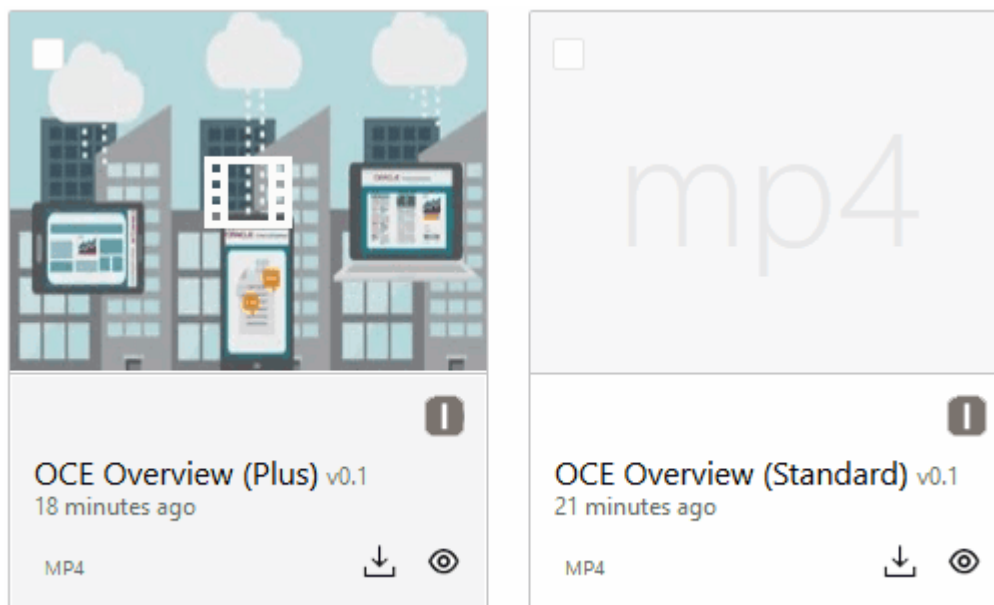 mp4
OCE Overview (Plus) v0.1
18 minutes ago
MP4
OCE Overview (Standard) v0.1
21 minutes ago
MP4